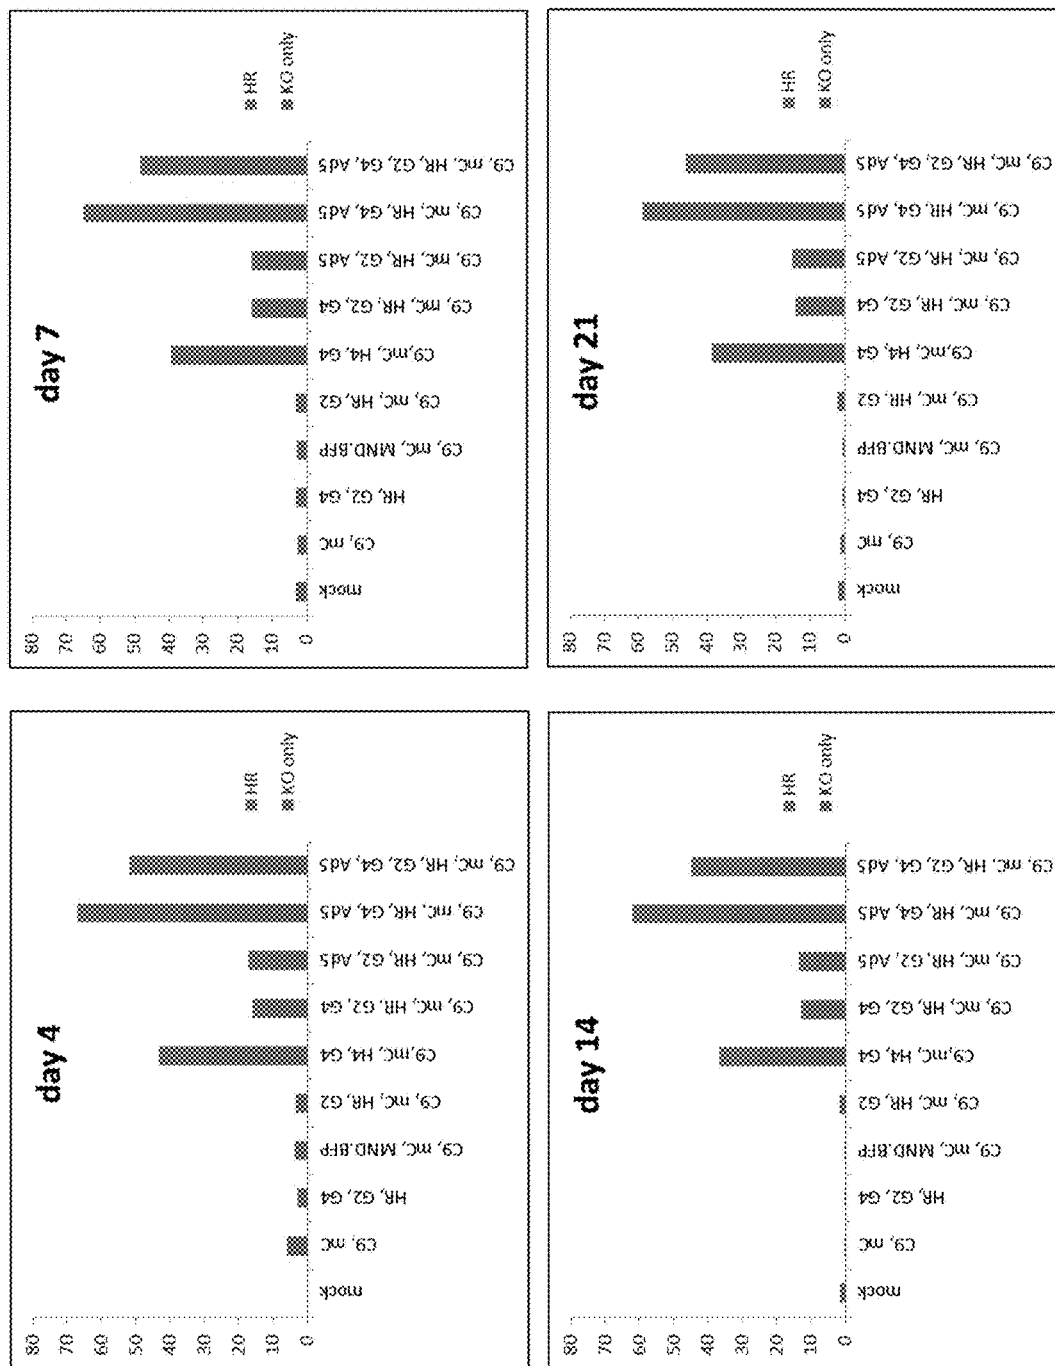 day 4
80
70
60
50
40
30
20
10
0
mock
C9, mC
HR, G2, G4
C9, mC, MND.BFP
C9, mC, HR, G2
C9,mC, H4, G4
C9, mC, HR, G2, G4
C9, mC, HR, G2, Ad5
C9, mC, HR, G4, Ad5
C9, mC, HR, G2, G4, Ad5
HR
KO only
day 7
80
70
60
50
40
30
20
10
0
mock
C9, mC
HR, G2, G4
C9, mC, MND.BFP
C9, mC, HR, G2
C9,mC, H4, G4
C9, mC, HR, G2, G4
C9, mC, HR, G2, Ad5
C9, mC, HR, G4, Ad5
C9, mC, HR, G2, G4, Ad5
HR
KO only
day 14
80
70
60
50
40
30
20
10
0
mock
C9, mC
HR, G2, G4
C9, mC, MND.BFP
C9, mC, HR, G2
C9,mC, H4, G4
C9, mC, HR, G2, G4
C9, mC, HR, G2, Ad5
C9, mC, HR, G4, Ad5
C9, mC, HR, G2, G4, Ad5
HR
KO only
day 21
80
70
60
50
40
30
20
10
0
mock
C9, mC
HR, G2, G4
C9, mC, MND.BFP
C9, mC, HR, G2
C9,mC, H4, G4
C9, mC, HR, G2, G4
C9, mC, HR, G2, Ad5
C9, mC, HR, G4, Ad5
C9, mC, HR, G2, G4, Ad5
HR
KO only